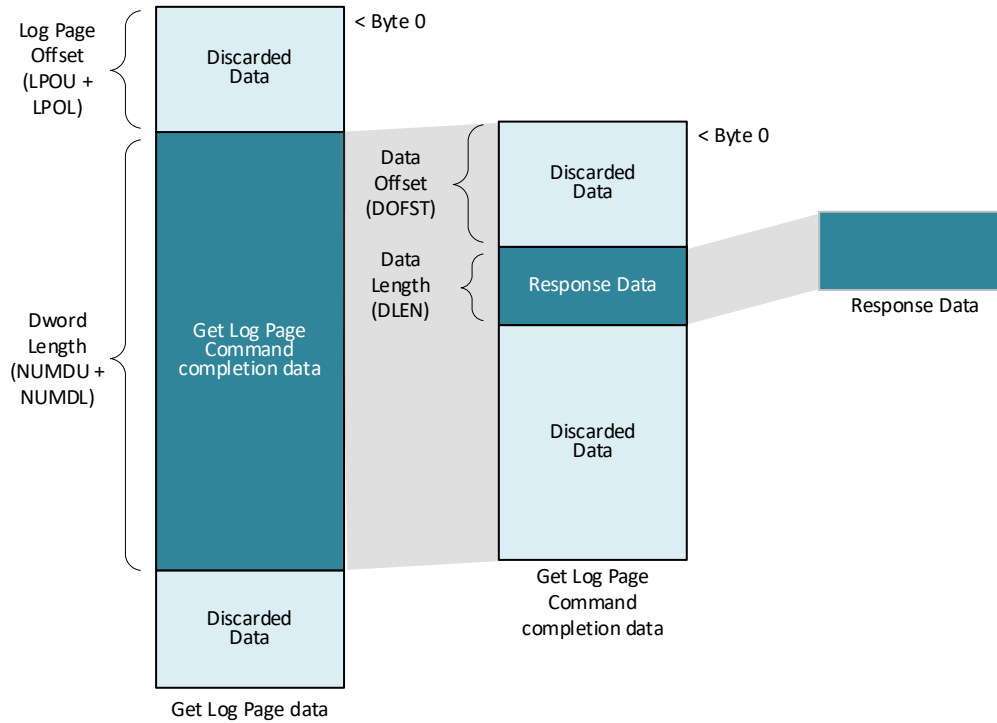 Log Page
Offset
(LPOU +
LPOL)
< Byte 0
Discarded
Data
Dword
Length
(NUMDU +
NUMDL)
Get Log Page
Command
completion data
Discarded
Data
Get Log Page data
Data
Offset
(DOFST)
< Byte 0
Discarded
Data
Data
Length
(DLEN)
Response Data
Discarded
Data
Get Log Page
Command
completion data
Response Data